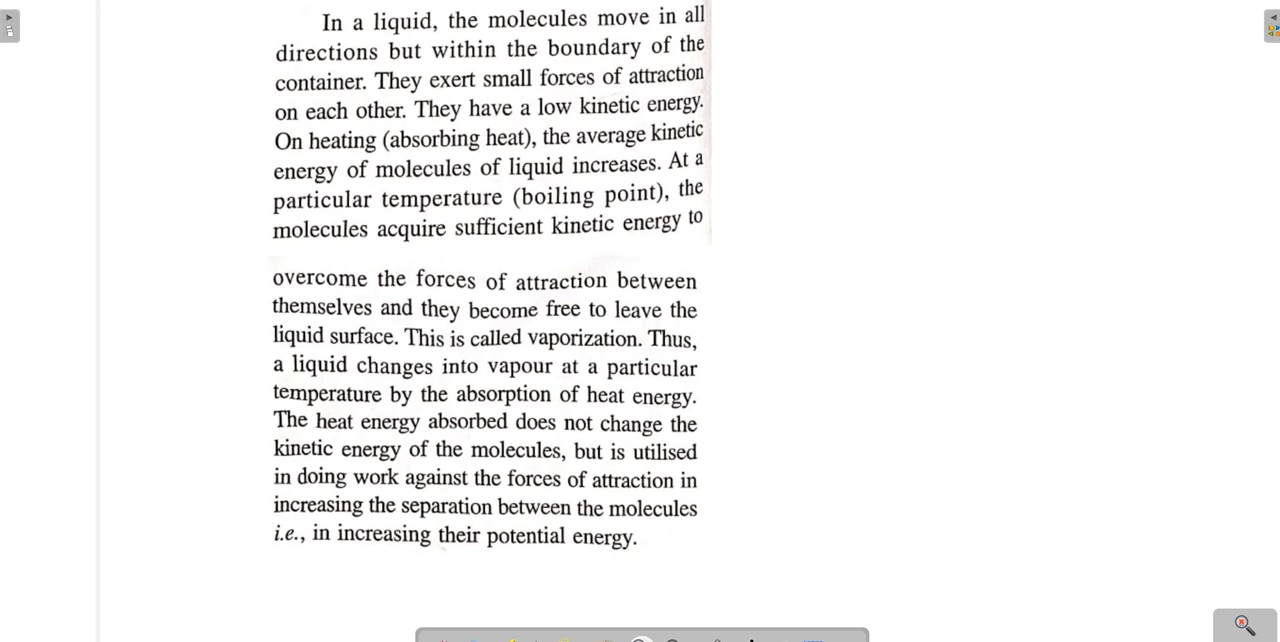 In a liquid, the molecules move in all
directions but within the boundary of the
container. They exert small forces of attraction
on each other. They have a low kinetic energy.
On heating (absorbing heat), the average kinetic
energy of molecules of liquid increases. At a
particular temperature (boiling point), the
molecules acquire sufficient kinetic energy to
overcome the forces of attraction between
themselves and they become free to leave the
liquid surface. This is called vaporization. Thus,
a liquid changes into vapour at a particular
temperature by the absorption of heat energy.
The heat energy absorbed does not change the
kinetic energy of the molecules, but is utilised
in doing work against the forces of attraction in
increasing the separation between the molecules
i.e., in increasing their potential energy.